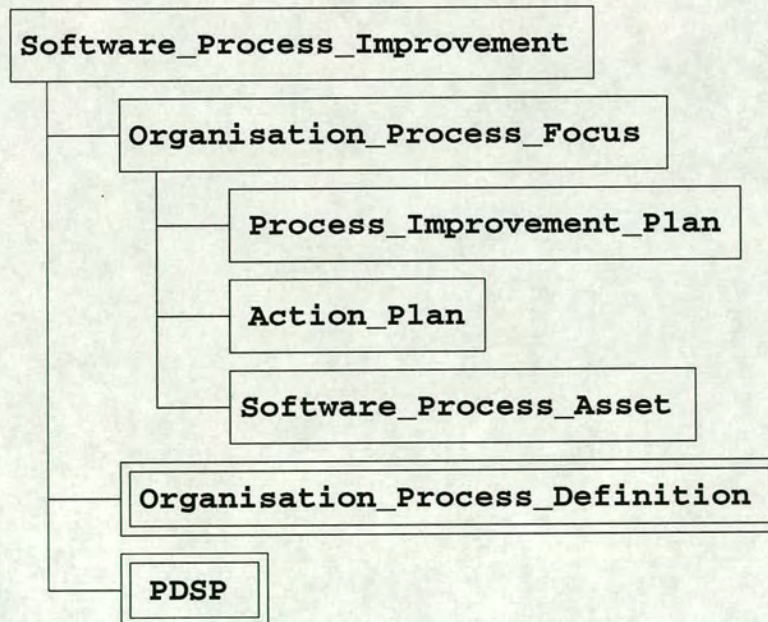 Software_Process_Improvement
Organisation_Process_Focus
Process_Improvement_Plan
Action_Plan
Software_Process_Asset
Organisation_Process_Definition
PDSP